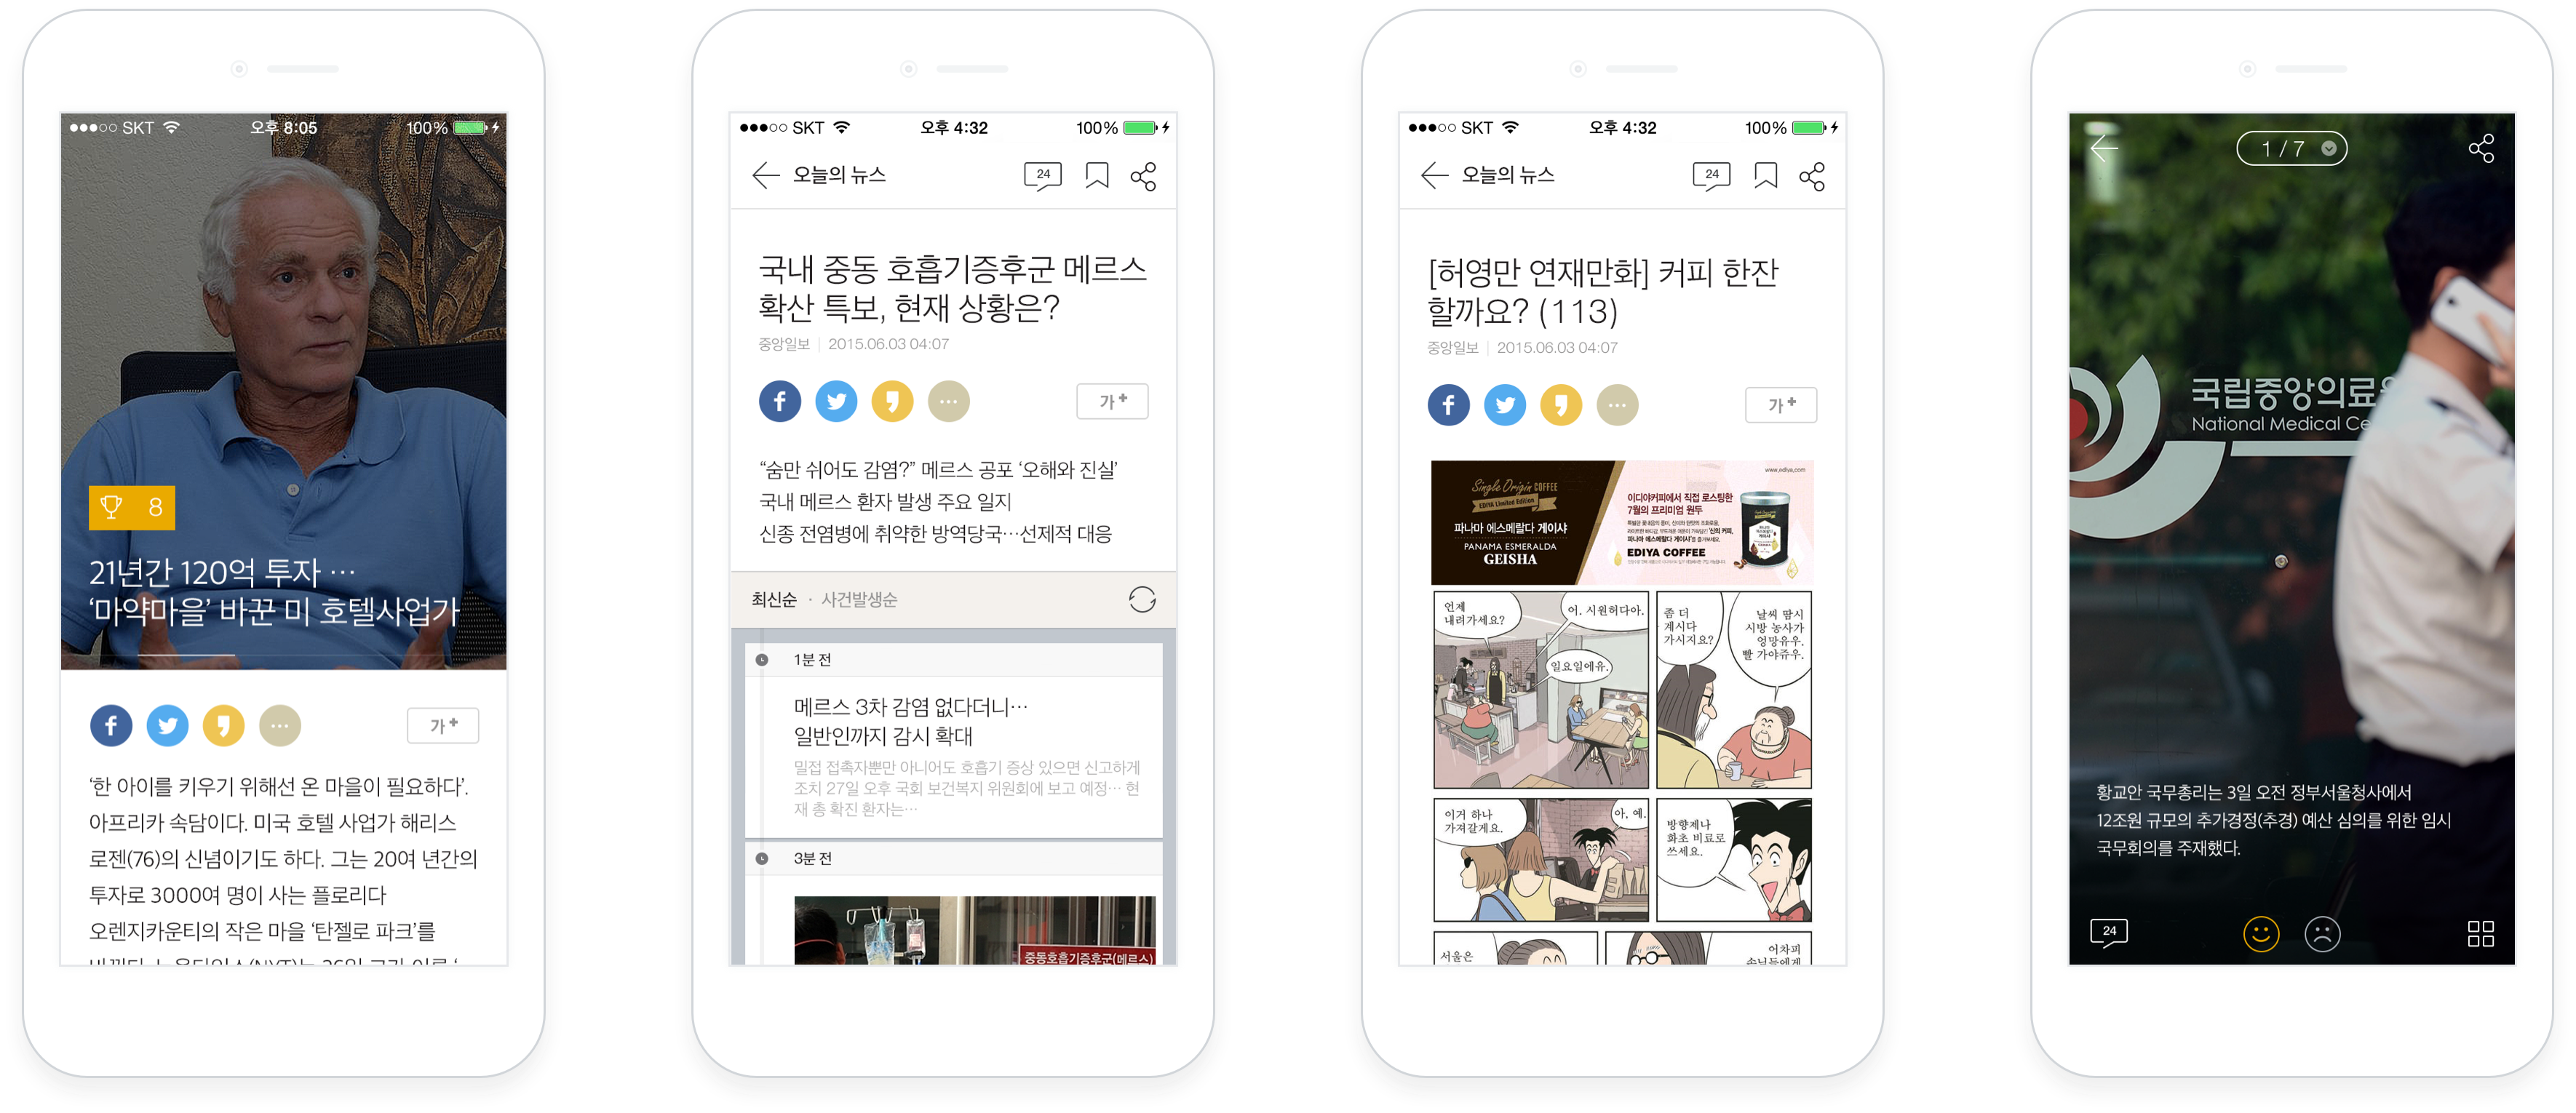 SKT
오후 8:05
100%
8
21년간 120억 투자 …
‘마약마을’ 바꾼 미 호텔사업가
가+
‘한 아이를 키우기 위해선 온 마을이 필요하다’.
아프리카 속담이다. 미국 호텔 사업가 해리스
로젠(76)의 신념이기도 하다. 그는 20여 년간의
투자로 3000여 명이 사는 플로리다
오렌지카운티의 작은 마을 ‘탄젤로 파크’를
SKT
오후 4:32
100%
오늘의 뉴스
24
국내 중동 호흡기증후군 메르스
확산 특보, 현재 상황은?
중앙일보 | 2015.06.03 04:07
가+
“숨만 쉬어도 감염?” 메르스 공포 ‘오해와 진실’
국내 메르스 환자 발생 주요 일지
신종 전염병에 취약한 방역당국…선제적 대응
최신순 · 사건발생순
1분 전
메르스 3차 감염 없다더니…
일반인까지 감시 확대
밀접 접촉자뿐만 아니어도 호흡기 증상 있으면 신고하게
조치 27일 오후 국회 보건복지 위원회에 보고 예정… 현
재 총 확진 환자는…
3분 전
중동호흡기증후군(메르스)
SKT
오후 4:32
100%
오늘의 뉴스
24
[허영만 연재만화] 커피 한잔
할까요? (113)
중앙일보 | 2015.06.03 04:07
가+
www.ediya.com
Single Origin COFFEE
EDIYA Limited Edition
파나마 에스메랄다 게이샤
PANAMA ESMERALDA
GEISHA
이디야커피에서 직접 로스팅한
7월의 프리미엄 원두
파나마 에스메랄다 게이샤
EDIYA COFFEE
언제
내려가세요?
어. 시원허다아.
일요일에유.
좀 더
계시다
가시지요?
날씨 땀시
시방 농사가
엉망유우.
빨 가야쥬우.
이거 하나
가져갈게요.
아, 예.
방향제나
화초 비료로
쓰세요.
서울은
어차피
손님들에게
1 / 7
국립중앙의료원
National Medical Ce
황교안 국무총리는 3일 오전 정부서울청사에서
12조원 규모의 추가경정(추경) 예산 심의를 위한 임시
국무회의를 주재했다.
24